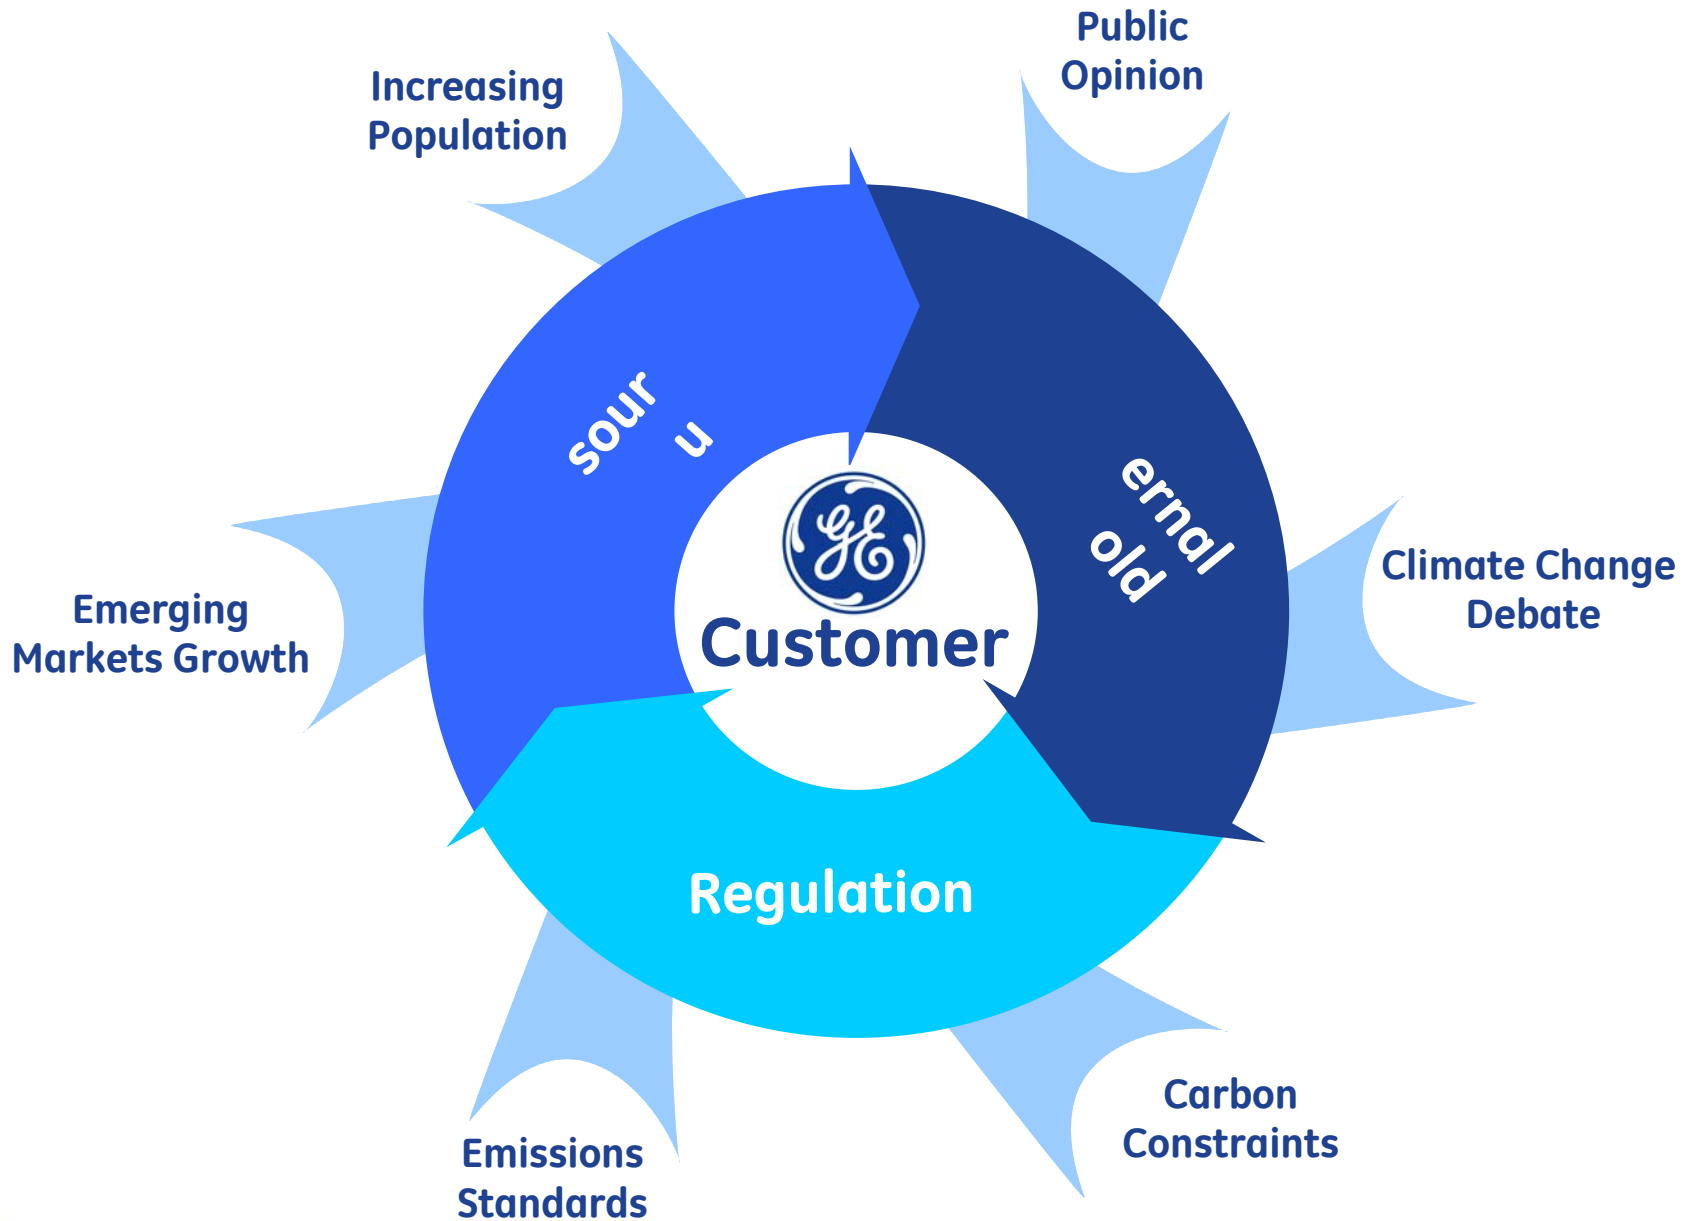 Public
Opinion
Increasing
Population
sour
u
ernal
old
GE
Customer
Climate Change
Debate
Emerging
Markets Growth
Regulation
Carbon
Constraints
Emissions
Standards